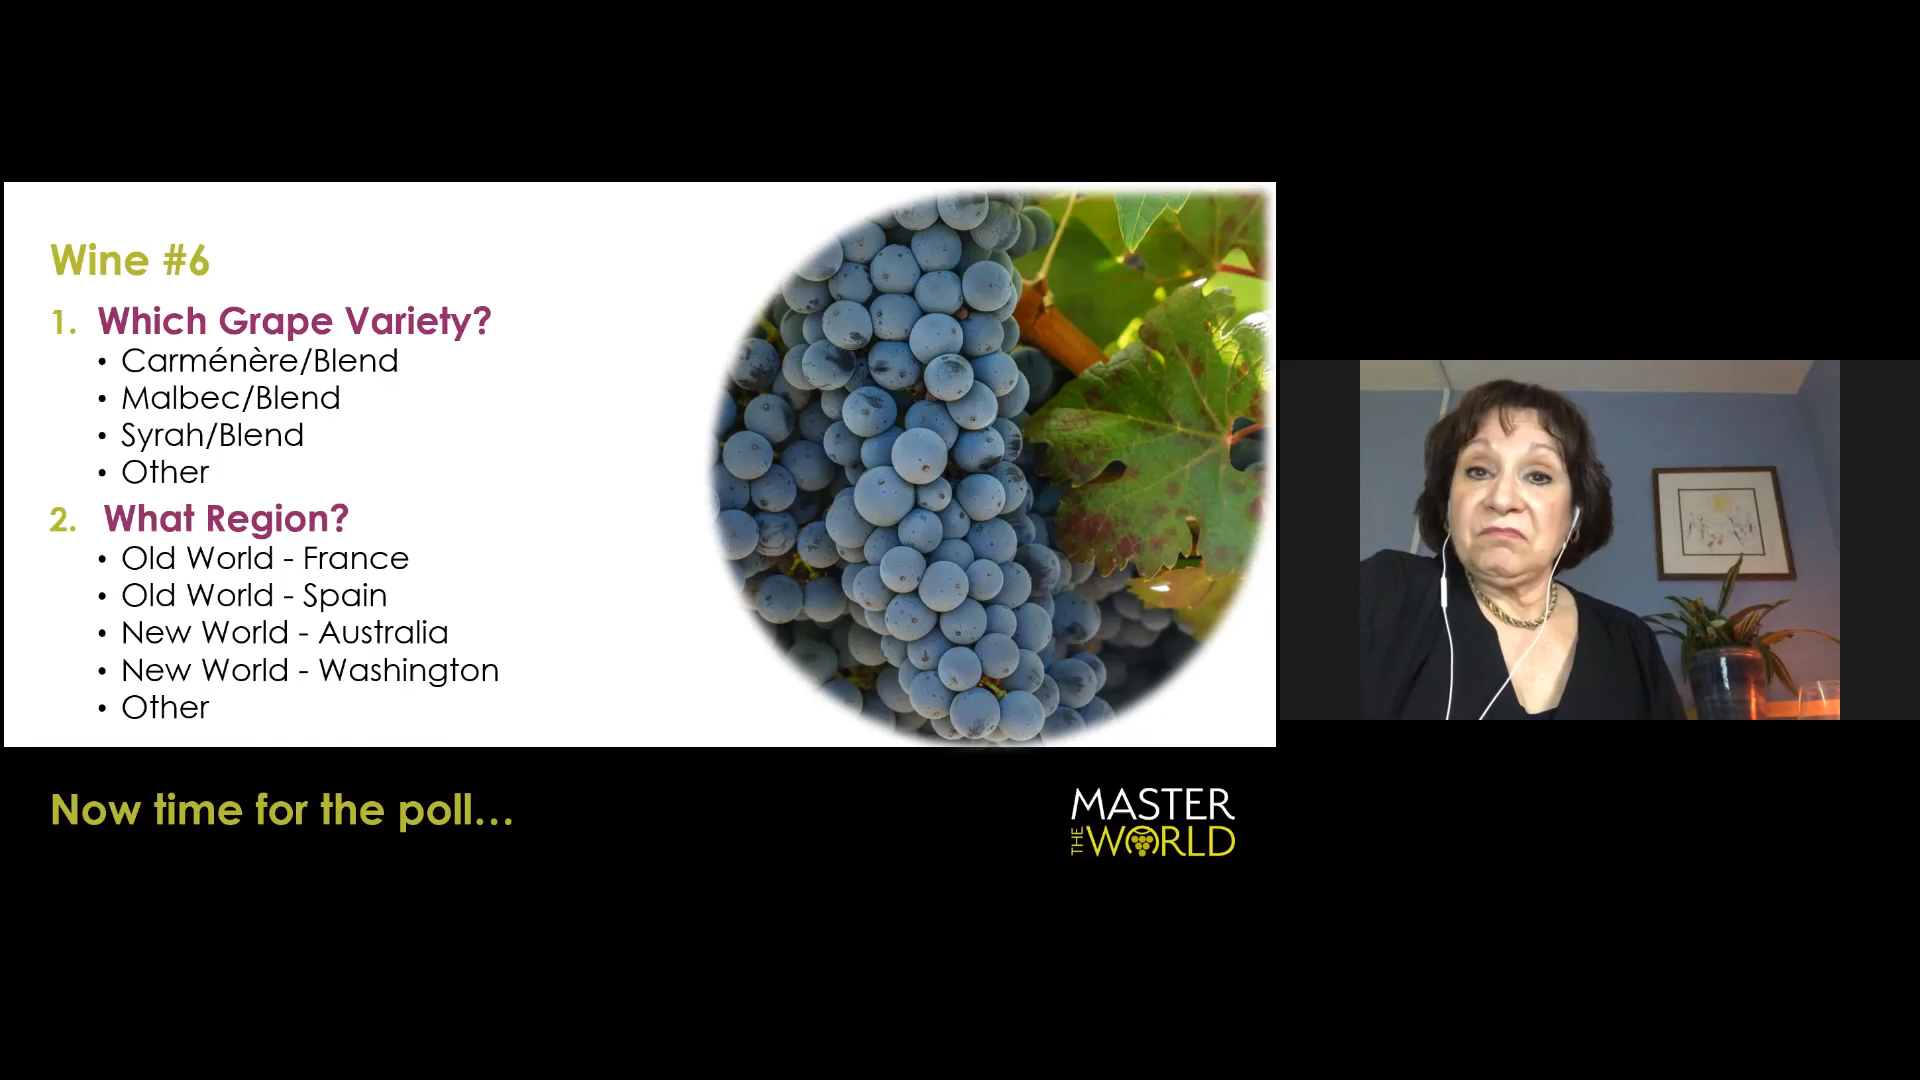 Wine #6
1. Which Grape Variety?
• Carménère/Blend
• Malbec/Blend
• Syrah/Blend
• Other
2. What Region?
• Old World - France
• Old World - Spain
• New World - Australia
• New World - Washington
• Other
Now time for the poll...
MASTER
THE WORLD